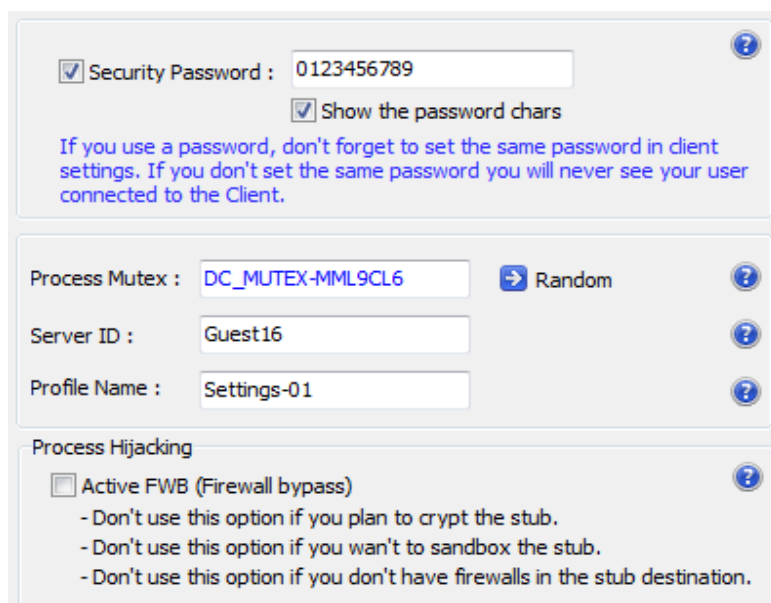 Security Password : 0123456789
Show the password chars
If you use a password, don't forget to set the same password in client
settings. If you don't set the same password you will never see your user
connected to the Client.
Process Mutex : DC_MUTEX-MML9CL6 Random
Server ID : Guest16
Profile Name : Settings-01
Process Hijacking
Active FWB (Firewall bypass)
- Don't use this option if you plan to crypt the stub.
- Don't use this option if you wan't to sandbox the stub.
- Don't use this option if you don't have firewalls in the stub destination.